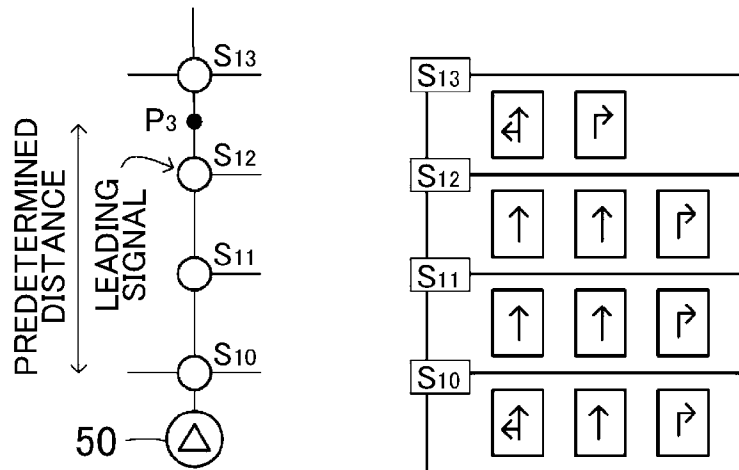 S13
P3
S12
LEADING
SIGNAL
PREDETERMINED
DISTANCE
S11
S10
50
S13
S12
S11
S10